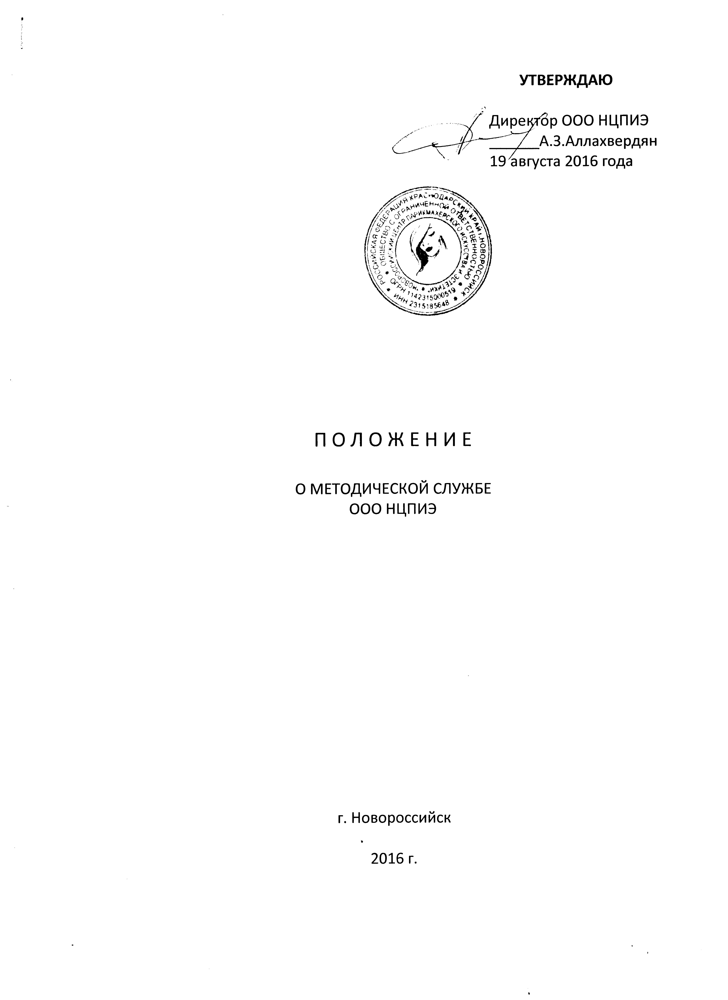 УТВЕРЖДАЮ
Директор ООО НЦПИЭ
_______А.З.Аллахвердян
19 августа 2016 года
РОССИЙСКАЯ ФЕДЕРАЦИЯ КРАСНОДАРСКИЙ КРАЙ г.НОВОРОССИЙСК
ИНН 2315185648
ОБЩЕСТВО С ОГРАНИЧЕННОЙ ОТВЕТСТВЕННОСТЬЮ
ОГРН 1142315000519
"НОВОРОССИЙСКИЙ ЦЕНТР ПАРИКМАХЕРСКОГО ИСКУССТВА И ЭСТЕТИКИ"
П О Л О Ж Е Н И Е
О МЕТОДИЧЕСКОЙ СЛУЖБЕ
ООО НЦПИЭ
г. Новороссийск
2016 г.